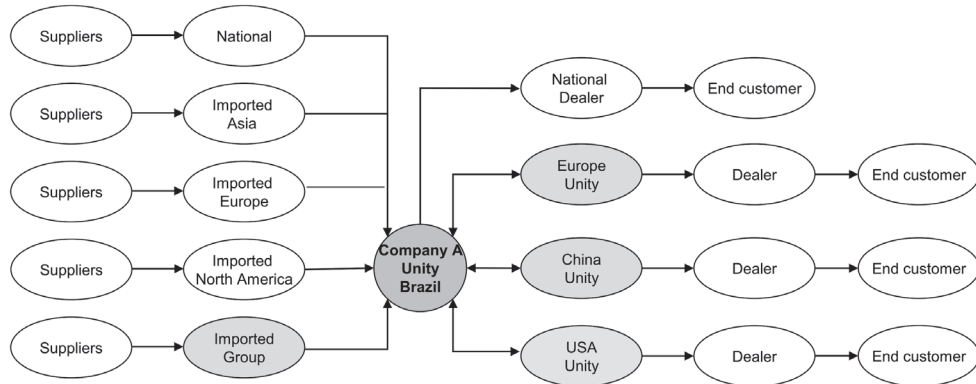 Suppliers
National
Suppliers
Imported
Asia
Suppliers
Imported
Europe
Suppliers
Imported
North America
Suppliers
Imported
Group
Company A
Unity
Brazil
National
Dealer
End customer
Europe
Unity
Dealer
End customer
China
Unity
Dealer
End customer
USA
Unity
Dealer
End customer